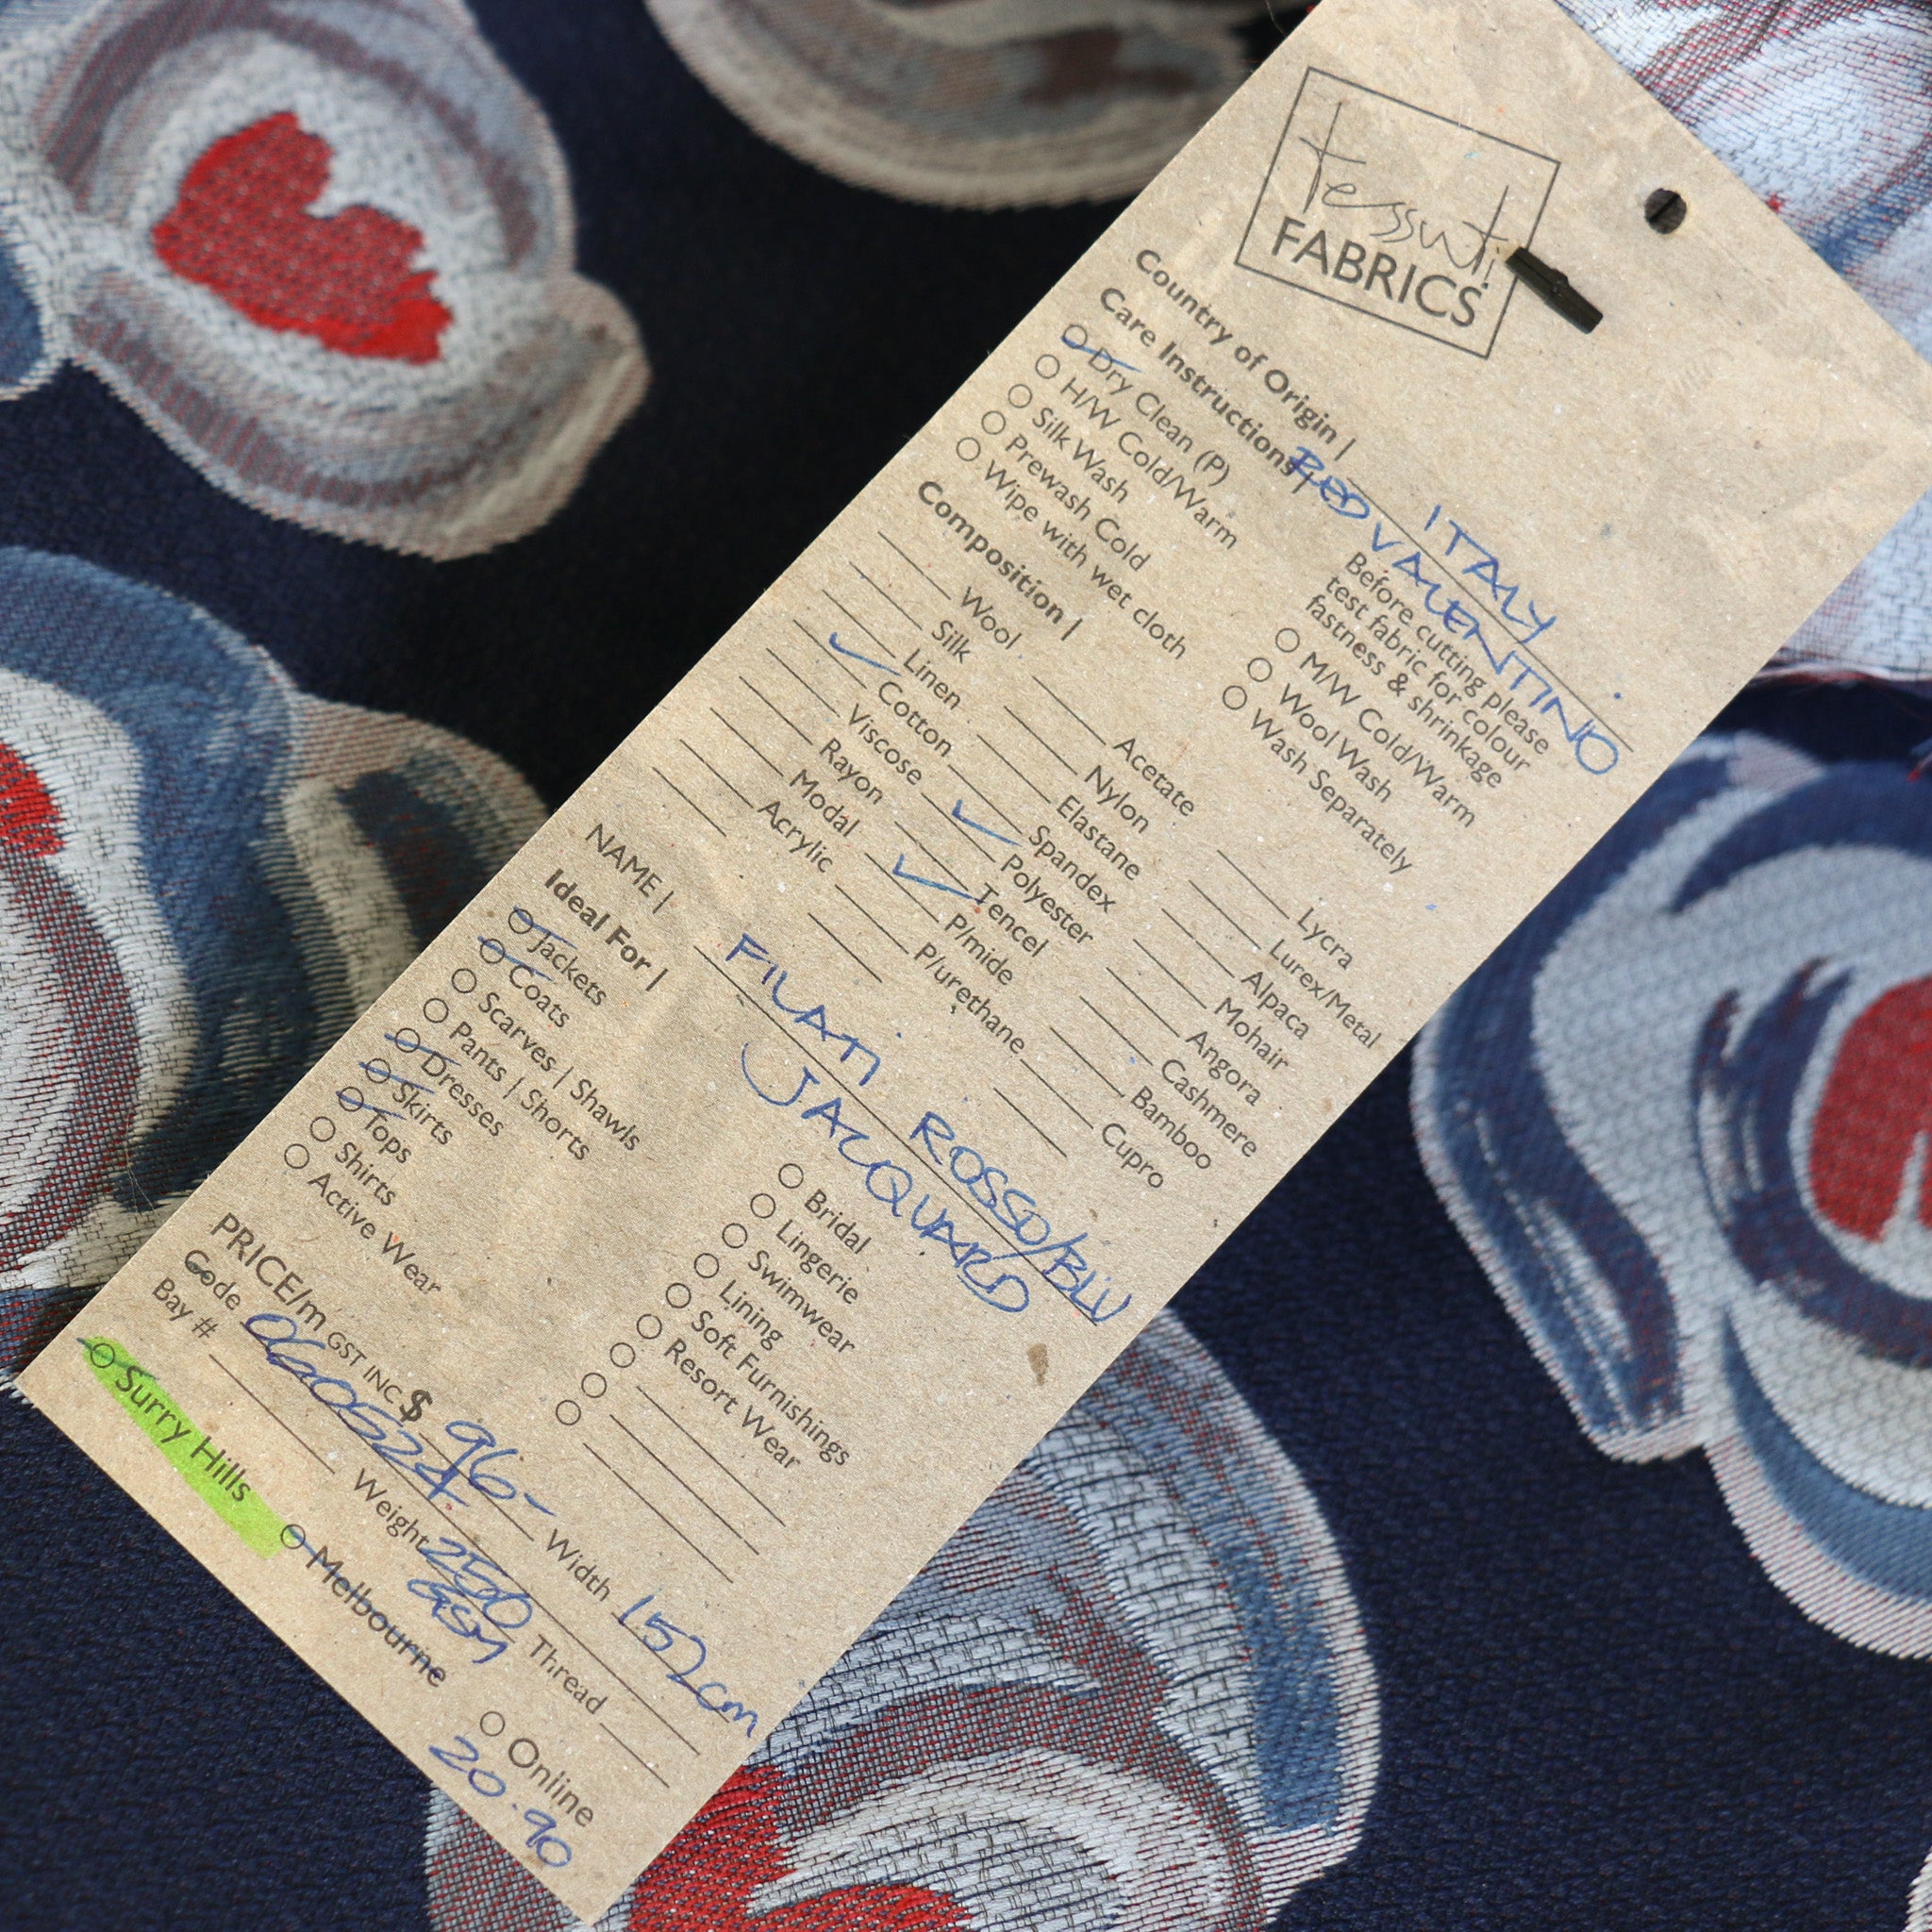 tessuti
FABRICS
Country of Origin | ITALY
RED VALENTINO
Care Instructions |
Dry Clean (P)
H/W Cold/Warm
Silk Wash
Prewash Cold
Wipe with wet cloth
Before cutting please
test fabric for colour
fastness & shrinkage
M/W Cold/Warm
Wool Wash
Wash Separately
Composition |
Wool
Silk
Linen
Cotton
Viscose
Rayon
Modal
Acrylic
Acetate
Nylon
Elastane
Spandex
Polyester
Tencel
P/mide
P/urethane
Lycra
Lurex/Metal
Alpaca
Mohair
Angora
Cashmere
Bamboo
Cupro
NAME | FILATI ROSSO/BLU
JACQUARD
Ideal For |
Jackets
Coats
Scarves | Shawls
Pants | Shorts
Dresses
Skirts
Tops
Shirts
Active Wear
Bridal
Lingerie
Swimwear
Lining
Soft Furnishings
Resort Wear
PRICE/m GST INC $ 96- Width 152cm
Code Weight 250 GSM Thread
Bay #
Surry Hills Melbourne Online
20.90